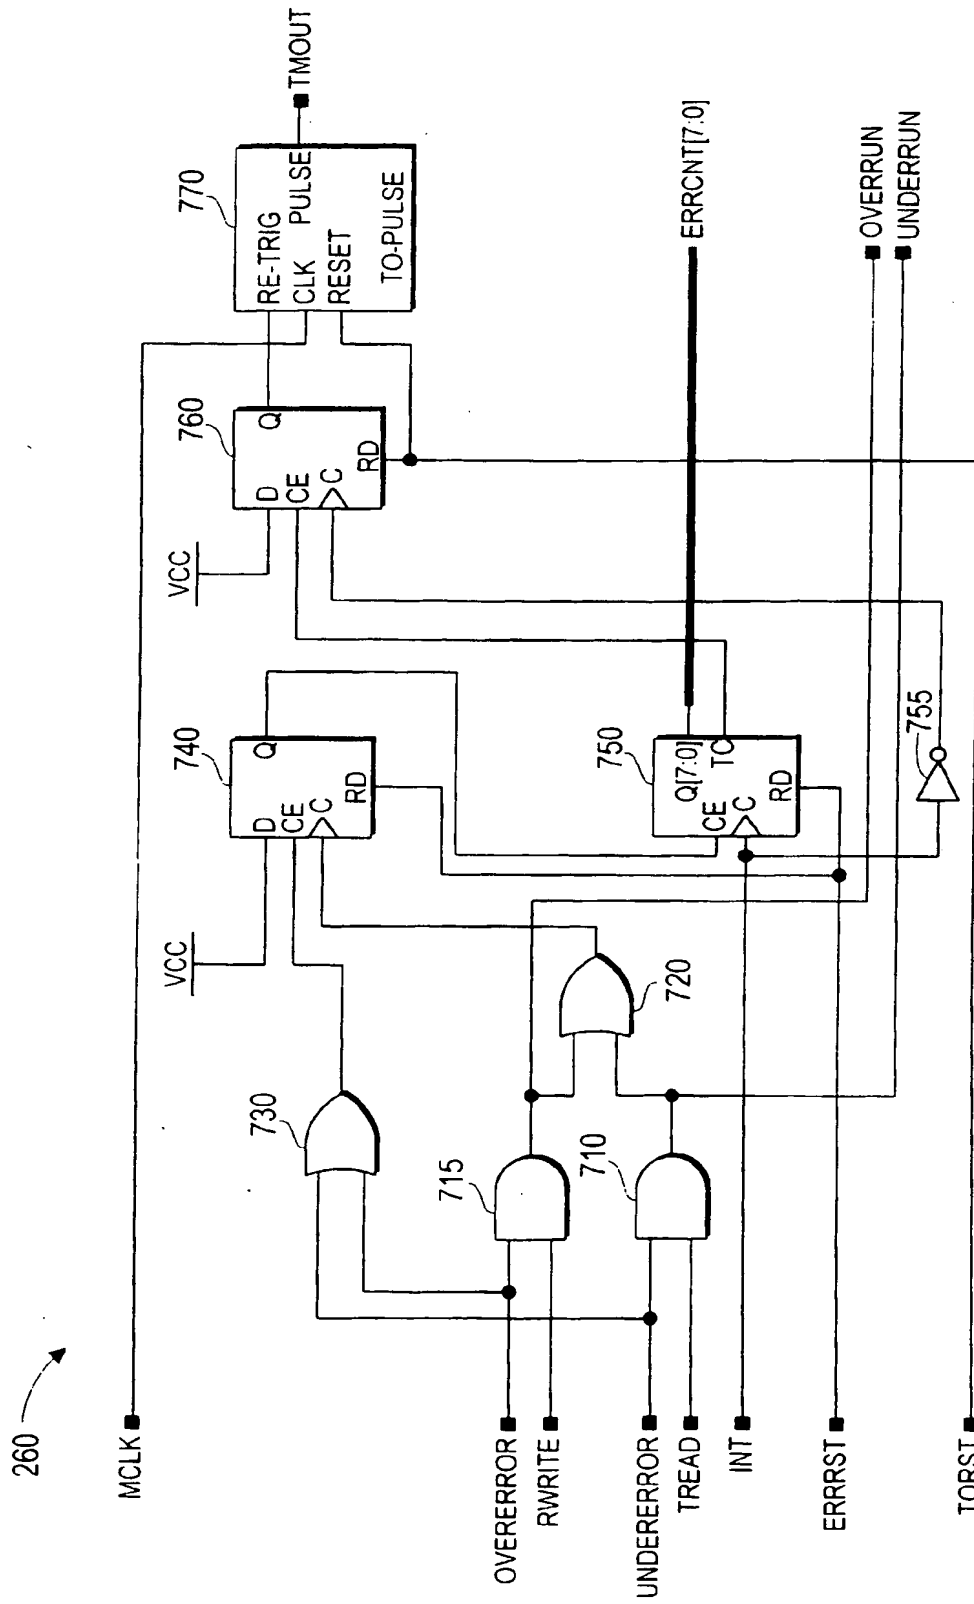 260
MCLK
OVERERROR
RWRITE
UNDERERROR
TREAD
INT
ERRRST
TORST
730
715
710
720
VCC
740
D
CE
C
Q
RD
750
CE
C
Q[7:0]
TC
RD
755
VCC
760
D
CE
C
Q
RD
770
RE-TRIG
CLK
PULSE
RESET
TO-PULSE
TMOUT
ERRCNT[7:0]
OVERRUN
UNDERRUN